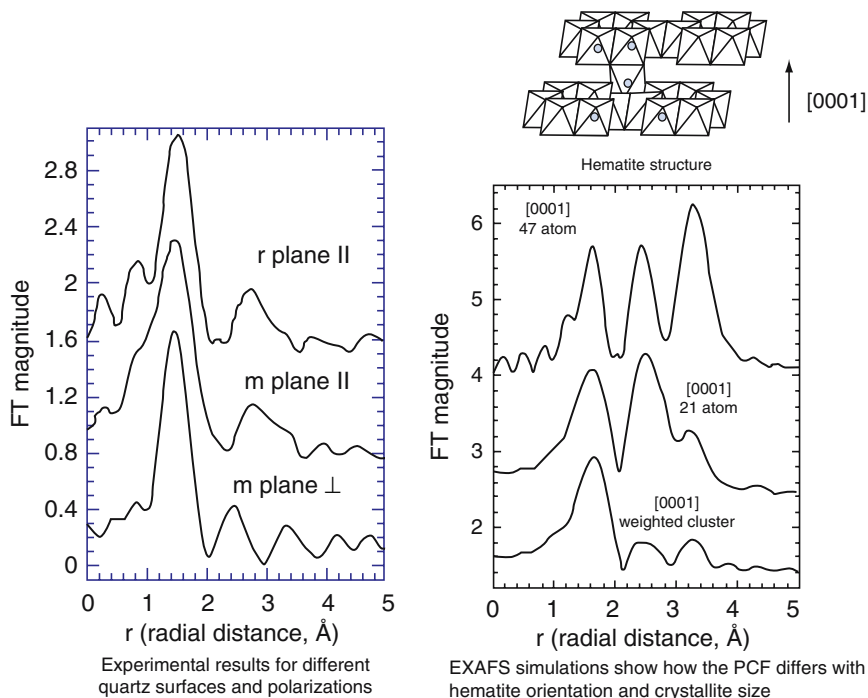 [0001]
Hematite structure
2.8
2.4
2
1.6
1.2
0.8
0.4
0
FT magnitude
r plane II
m plane II
m plane ⊥
0 1 2 3 4 5
r (radial distance, Å)
Experimental results for different
quartz surfaces and polarizations
6
5
4
3
2
FT magnitude
[0001]
47 atom
[0001]
21 atom
[0001]
weighted cluster
0 1 2 3 4 5
r (radial distance, Å)
EXAFS simulations show how the PCF differs with
hematite orientation and crystallite size